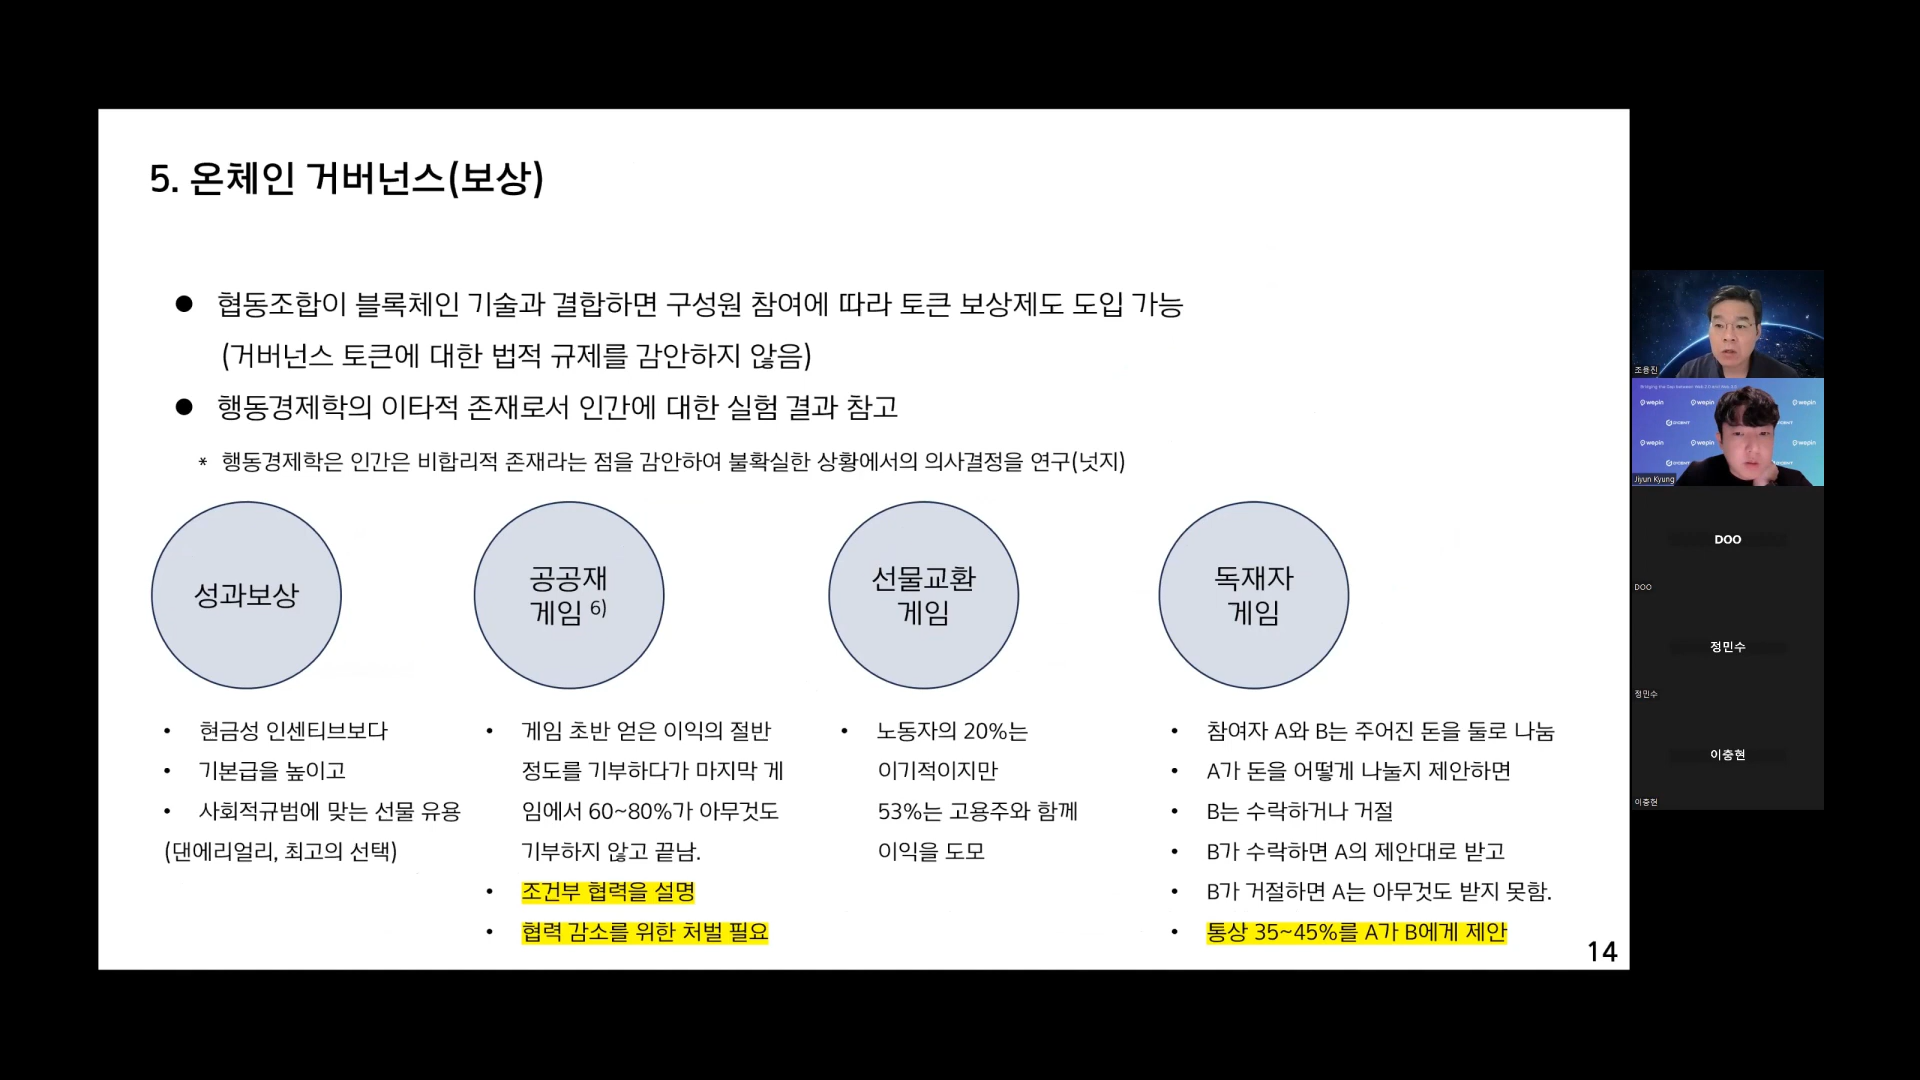 5. 온체인 거버넌스(보상)
● 협동조합이 블록체인 기술과 결합하면 구성원 참여에 따라 토큰 보상제도 도입 가능
(거버넌스 토큰에 대한 법적 규제를 감안하지 않음)
● 행동경제학의 이타적 존재로서 인간에 대한 실험 결과 참고
* 행동경제학은 인간은 비합리적 존재라는 점을 감안하여 불확실한 상황에서의 의사결정을 연구(넛지)
성과보상
• 현금성 인센티브보다
• 기본급을 높이고
• 사회적규범에 맞는 선물 유용
(댄에리얼리, 최고의 선택)
공공재
게임 6)
• 게임 초반 얻은 이익의 절반
정도를 기부하다가 마지막 게
임에서 60~80%가 아무것도
기부하지 않고 끝남.
• 조건부 협력을 설명
• 협력 감소를 위한 처벌 필요
선물교환
게임
• 노동자의 20%는
이기적이지만
53%는 고용주와 함께
이익을 도모
독재자
게임
• 참여자 A와 B는 주어진 돈을 둘로 나눔
• A가 돈을 어떻게 나눌지 제안하면
• B는 수락하거나 거절
• B가 수락하면 A의 제안대로 받고
• B가 거절하면 A는 아무것도 받지 못함.
• 통상 35~45%를 A가 B에게 제안
14
조용진
wepin
wepin
wepin
wepin
wepin
wepin
Jiyun Kyung
DOO
DOO
정민수
정민수
이충현
이충현